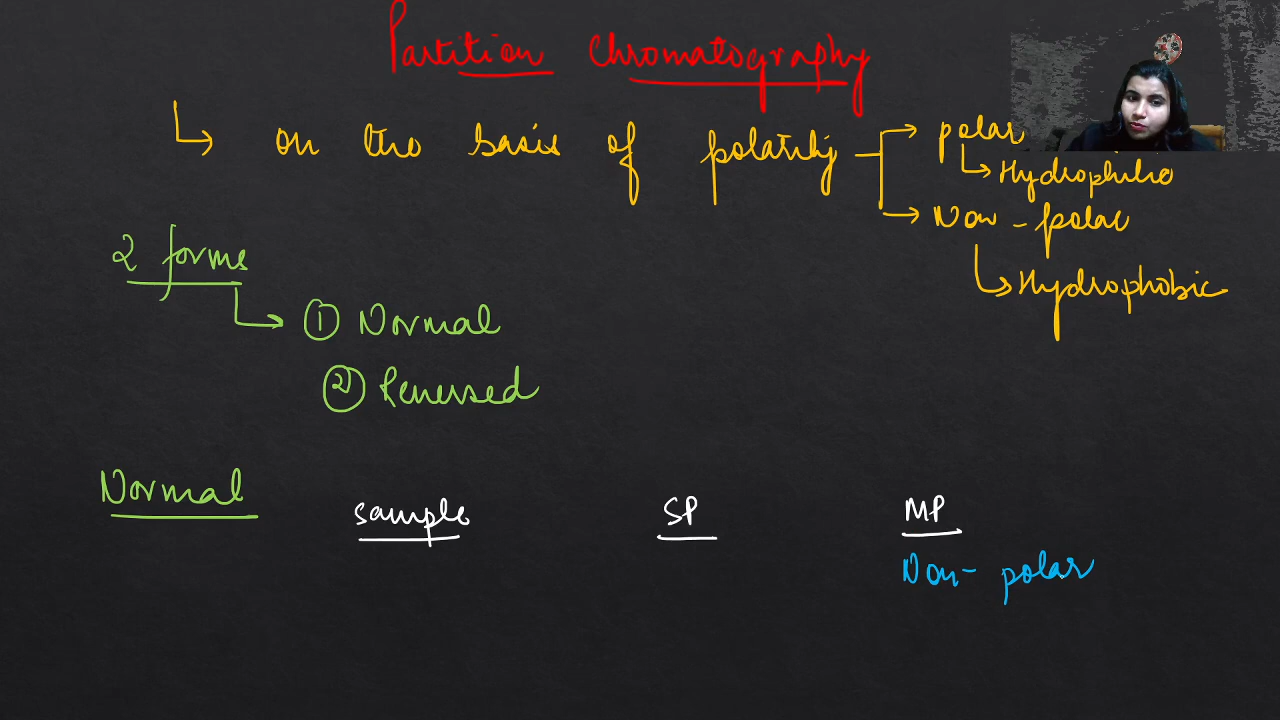 Partition Chromatography
↳ on the basis of polarity → polar
↳ Hydrophilic
→ Non-polar
↳ Hydrophobic
2 forms
↳ ① Normal
② Reversed
Normal sample SP MP
Non-polar